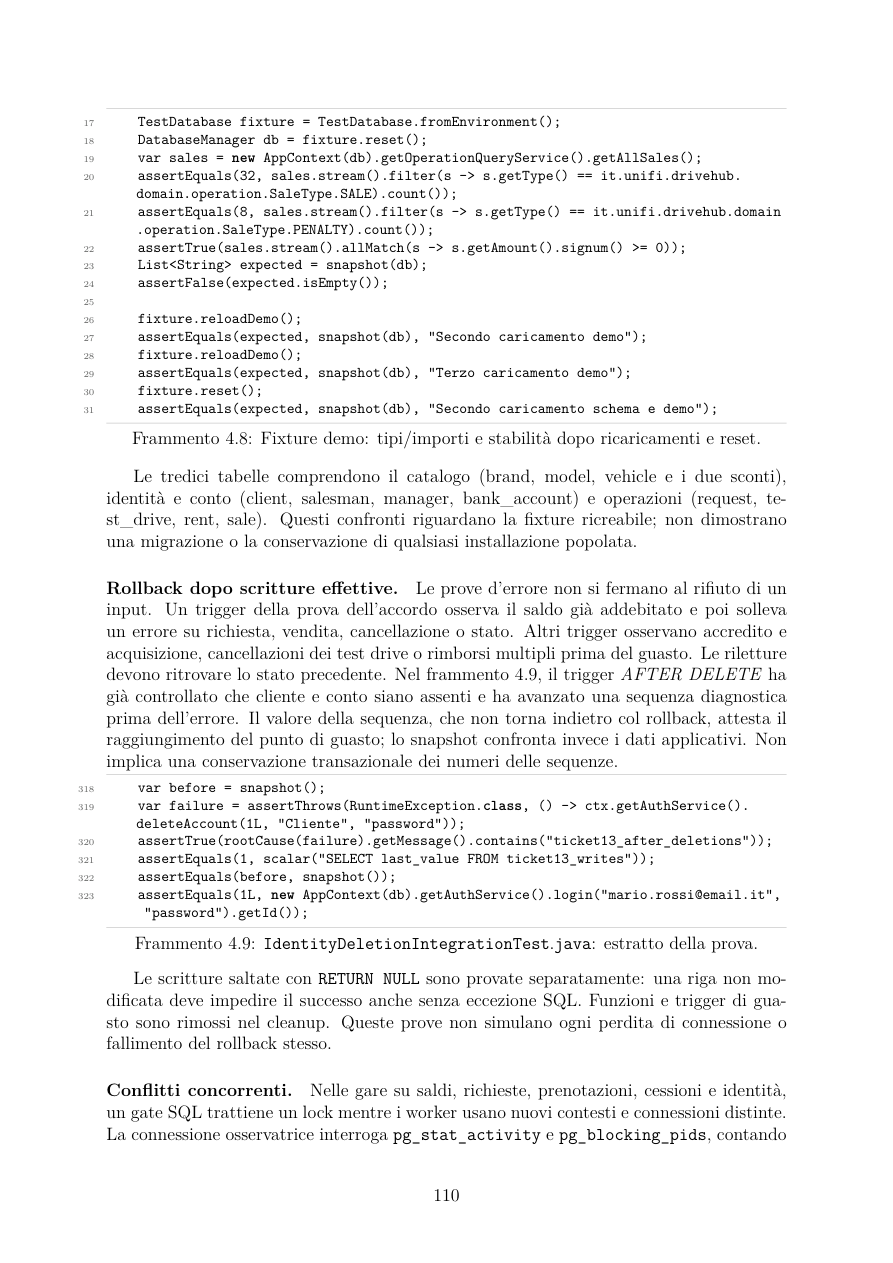 17 TestDatabase fixture = TestDatabase.fromEnvironment();
18 DatabaseManager db = fixture.reset();
19 var sales = new AppContext(db).getOperationQueryService().getAllSales();
20 assertEquals(32, sales.stream().filter(s -> s.getType() == it.unifi.drivehub.
domain.operation.SaleType.SALE).count());
21 assertEquals(8, sales.stream().filter(s -> s.getType() == it.unifi.drivehub.domain
.operation.SaleType.PENALTY).count());
22 assertTrue(sales.stream().allMatch(s -> s.getAmount().signum() >= 0));
23 List<String> expected = snapshot(db);
24 assertFalse(expected.isEmpty());
25
26 fixture.reloadDemo();
27 assertEquals(expected, snapshot(db), "Secondo caricamento demo");
28 fixture.reloadDemo();
29 assertEquals(expected, snapshot(db), "Terzo caricamento demo");
30 fixture.reset();
31 assertEquals(expected, snapshot(db), "Secondo caricamento schema e demo");
Frammento 4.8: Fixture demo: tipi/importi e stabilità dopo ricaricamenti e reset.
Le tredici tabelle comprendono il catalogo (brand, model, vehicle e i due sconti),
identità e conto (client, salesman, manager, bank_account) e operazioni (request, te-
st_drive, rent, sale). Questi confronti riguardano la fixture ricreabile; non dimostrano
una migrazione o la conservazione di qualsiasi installazione popolata.
Rollback dopo scritture effettive. Le prove d'errore non si fermano al rifiuto di un
input. Un trigger della prova dell'accordo osserva il saldo già addebitato e poi solleva
un errore su richiesta, vendita, cancellazione o stato. Altri trigger osservano accredito e
acquisizione, cancellazioni dei test drive o rimborsi multipli prima del guasto. Le riletture
devono ritrovare lo stato precedente. Nel frammento 4.9, il trigger AFTER DELETE ha
già controllato che cliente e conto siano assenti e ha avanzato una sequenza diagnostica
prima dell'errore. Il valore della sequenza, che non torna indietro col rollback, attesta il
raggiungimento del punto di guasto; lo snapshot confronta invece i dati applicativi. Non
implica una conservazione transazionale dei numeri delle sequenze.
318 var before = snapshot();
319 var failure = assertThrows(RuntimeException.class, () -> ctx.getAuthService().
deleteAccount(1L, "Cliente", "password"));
320 assertTrue(rootCause(failure).getMessage().contains("ticket13_after_deletions"));
321 assertEquals(1, scalar("SELECT last_value FROM ticket13_writes"));
322 assertEquals(before, snapshot());
323 assertEquals(1L, new AppContext(db).getAuthService().login("mario.rossi@email.it",
"password").getId());
Frammento 4.9: IdentityDeletionIntegrationTest.java: estratto della prova.
Le scritture saltate con RETURN NULL sono provate separatamente: una riga non mo-
dificata deve impedire il successo anche senza eccezione SQL. Funzioni e trigger di gua-
sto sono rimossi nel cleanup. Queste prove non simulano ogni perdita di connessione o
fallimento del rollback stesso.
Conflitti concorrenti. Nelle gare su saldi, richieste, prenotazioni, cessioni e identità,
un gate SQL trattiene un lock mentre i worker usano nuovi contesti e connessioni distinte.
La connessione osservatrice interroga pg_stat_activity e pg_blocking_pids, contando
110